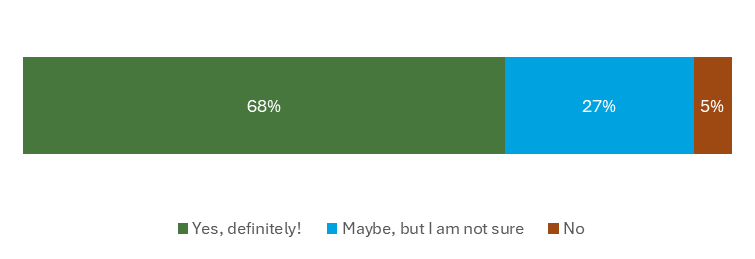 68% 27% 5%
Yes, definitely! Maybe, but I am not sure No